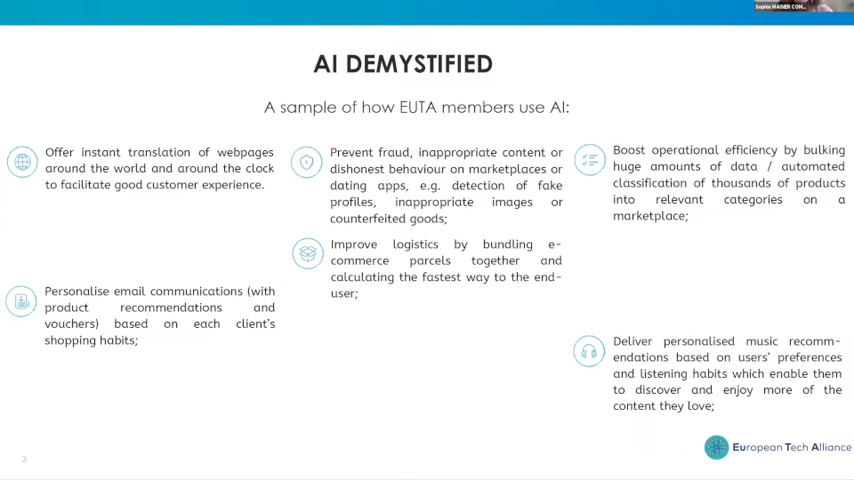 Sophie MAISER COM...
AI DEMYSTIFIED
A sample of how EUTA members use AI:
Offer instant translation of webpages
around the world and around the clock
to facilitate good customer experience.
Personalise email communications (with
product recommendations and
vouchers) based on each client's
shopping habits;
Prevent fraud, inappropriate content or
dishonest behaviour on marketplaces or
dating apps, e.g. detection of fake
profiles, inappropriate images or
counterfeited goods;
Improve logistics by bundling e-
commerce parcels together and
calculating the fastest way to the end-
user;
Boost operational efficiency by bulking
huge amounts of data / automated
classification of thousands of products
into relevant categories on a
marketplace;
Deliver personalised music recomm-
endations based on users' preferences
and listening habits which enable them
to discover and enjoy more of the
content they love;
3
European Tech Alliance